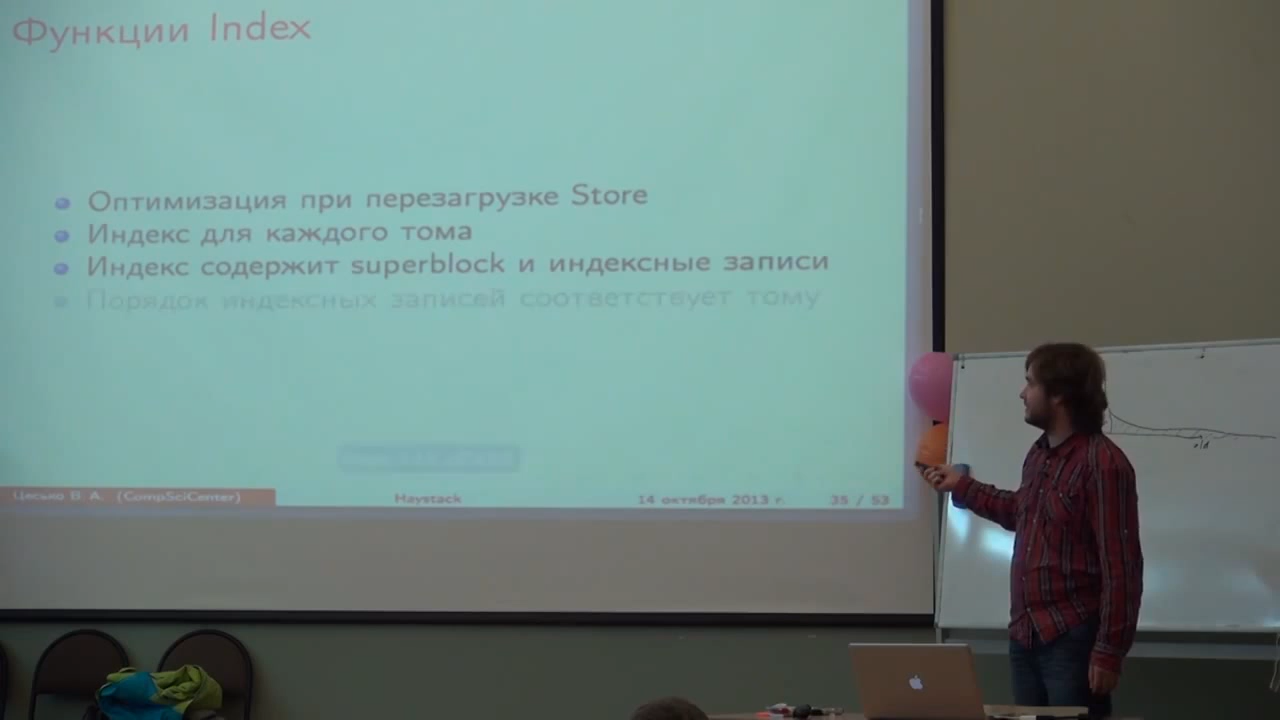 Функции Index
Оптимизация при перезагрузке Store
Индекс для каждого тома
Индекс содержит superblock и индексные записи
Порядок индексных записей соответствует тому
Цесько В. А. (CompSciCenter) Haystack 14 октября 2013 г. 35 / 53
old